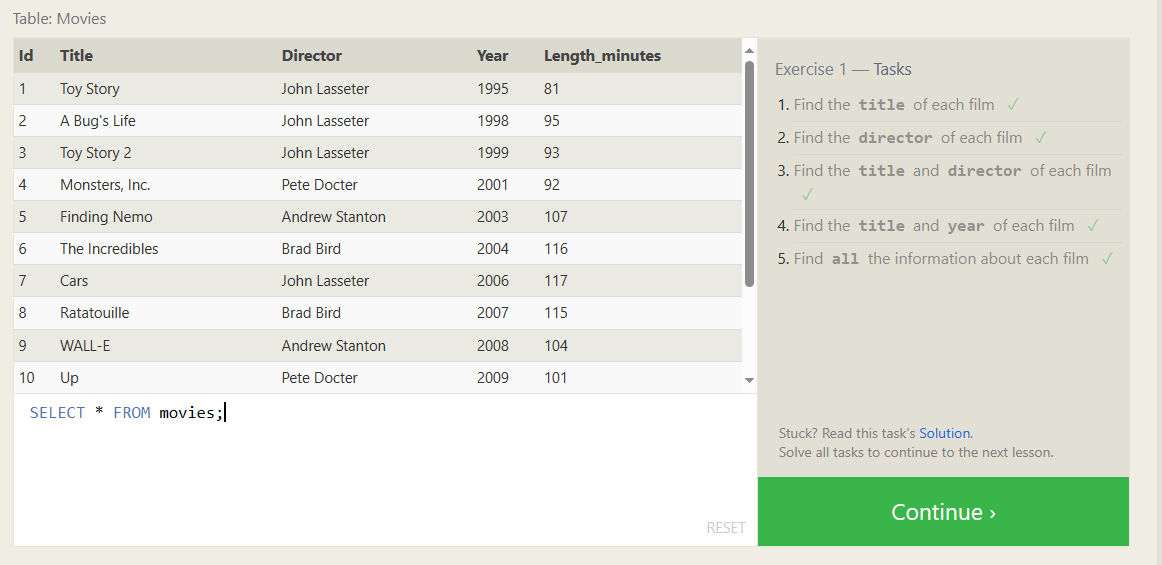 Table: Movies
Id Title Director Year Length_minutes
1 Toy Story John Lasseter 1995 81
2 A Bug's Life John Lasseter 1998 95
3 Toy Story 2 John Lasseter 1999 93
4 Monsters, Inc. Pete Docter 2001 92
5 Finding Nemo Andrew Stanton 2003 107
6 The Incredibles Brad Bird 2004 116
7 Cars John Lasseter 2006 117
8 Ratatouille Brad Bird 2007 115
9 WALL-E Andrew Stanton 2008 104
10 Up Pete Docter 2009 101
SELECT * FROM movies;
RESET
Exercise 1 — Tasks
1. Find the title of each film ✓
2. Find the director of each film ✓
3. Find the title and director of each film
✓
4. Find the title and year of each film ✓
5. Find all the information about each film ✓
Stuck? Read this task's Solution.
Solve all tasks to continue to the next lesson.
Continue ›